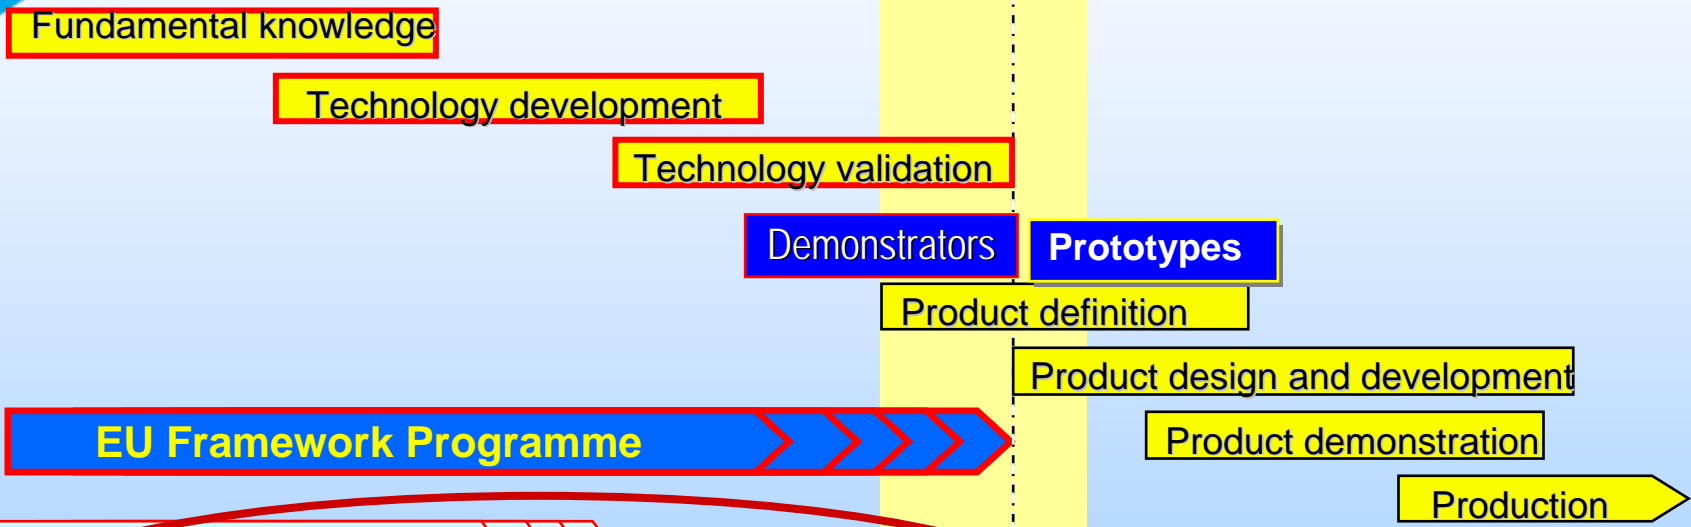 Fundamental knowledge
Technology development
Technology validation
Demonstrators
Prototypes
Product definition
Product design and development
EU Framework Programme
Product demonstration
Production